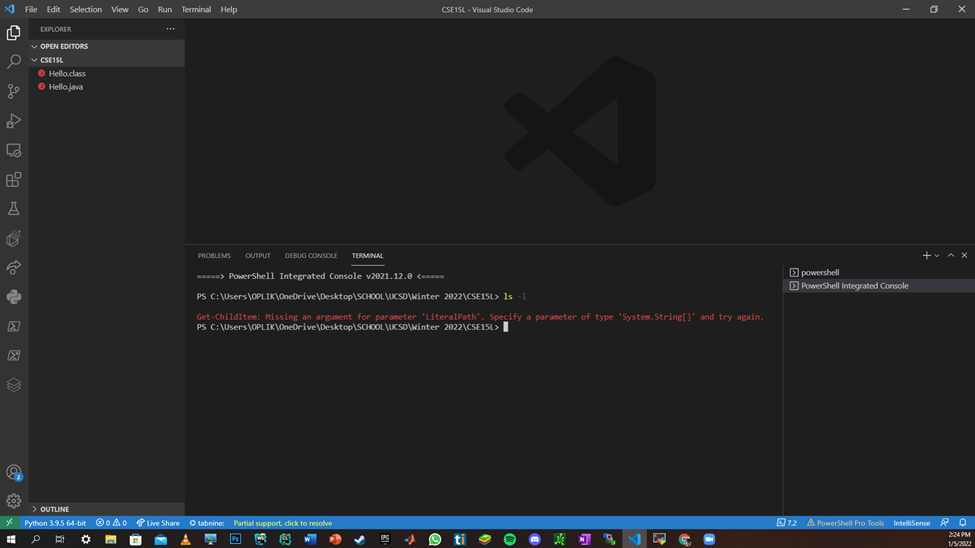 File Edit Selection View Go Run Terminal Help
CSE15L - Visual Studio Code
EXPLORER
OPEN EDITORS
CSE15L
Hello.class
Hello.java
PROBLEMS OUTPUT DEBUG CONSOLE TERMINAL
=====> PowerShell Integrated Console v2021.12.0 <=====
PS C:\Users\OPLIK\OneDrive\Desktop\SCHOOL\UCSD\Winter 2022\CSE15L> ls -l
Get-ChildItem: Missing an argument for parameter 'LiteralPath'. Specify a parameter of type 'System.String[]' and try again.
PS C:\Users\OPLIK\OneDrive\Desktop\SCHOOL\UCSD\Winter 2022\CSE15L>
powershell
PowerShell Integrated Console
2
OUTLINE
Python 3.9.5 64-bit 0 0 Live Share tabnine: Partial support, click to resolve 7.2 PowerShell Pro Tools IntelliSense
2:24 PM
1/5/2022